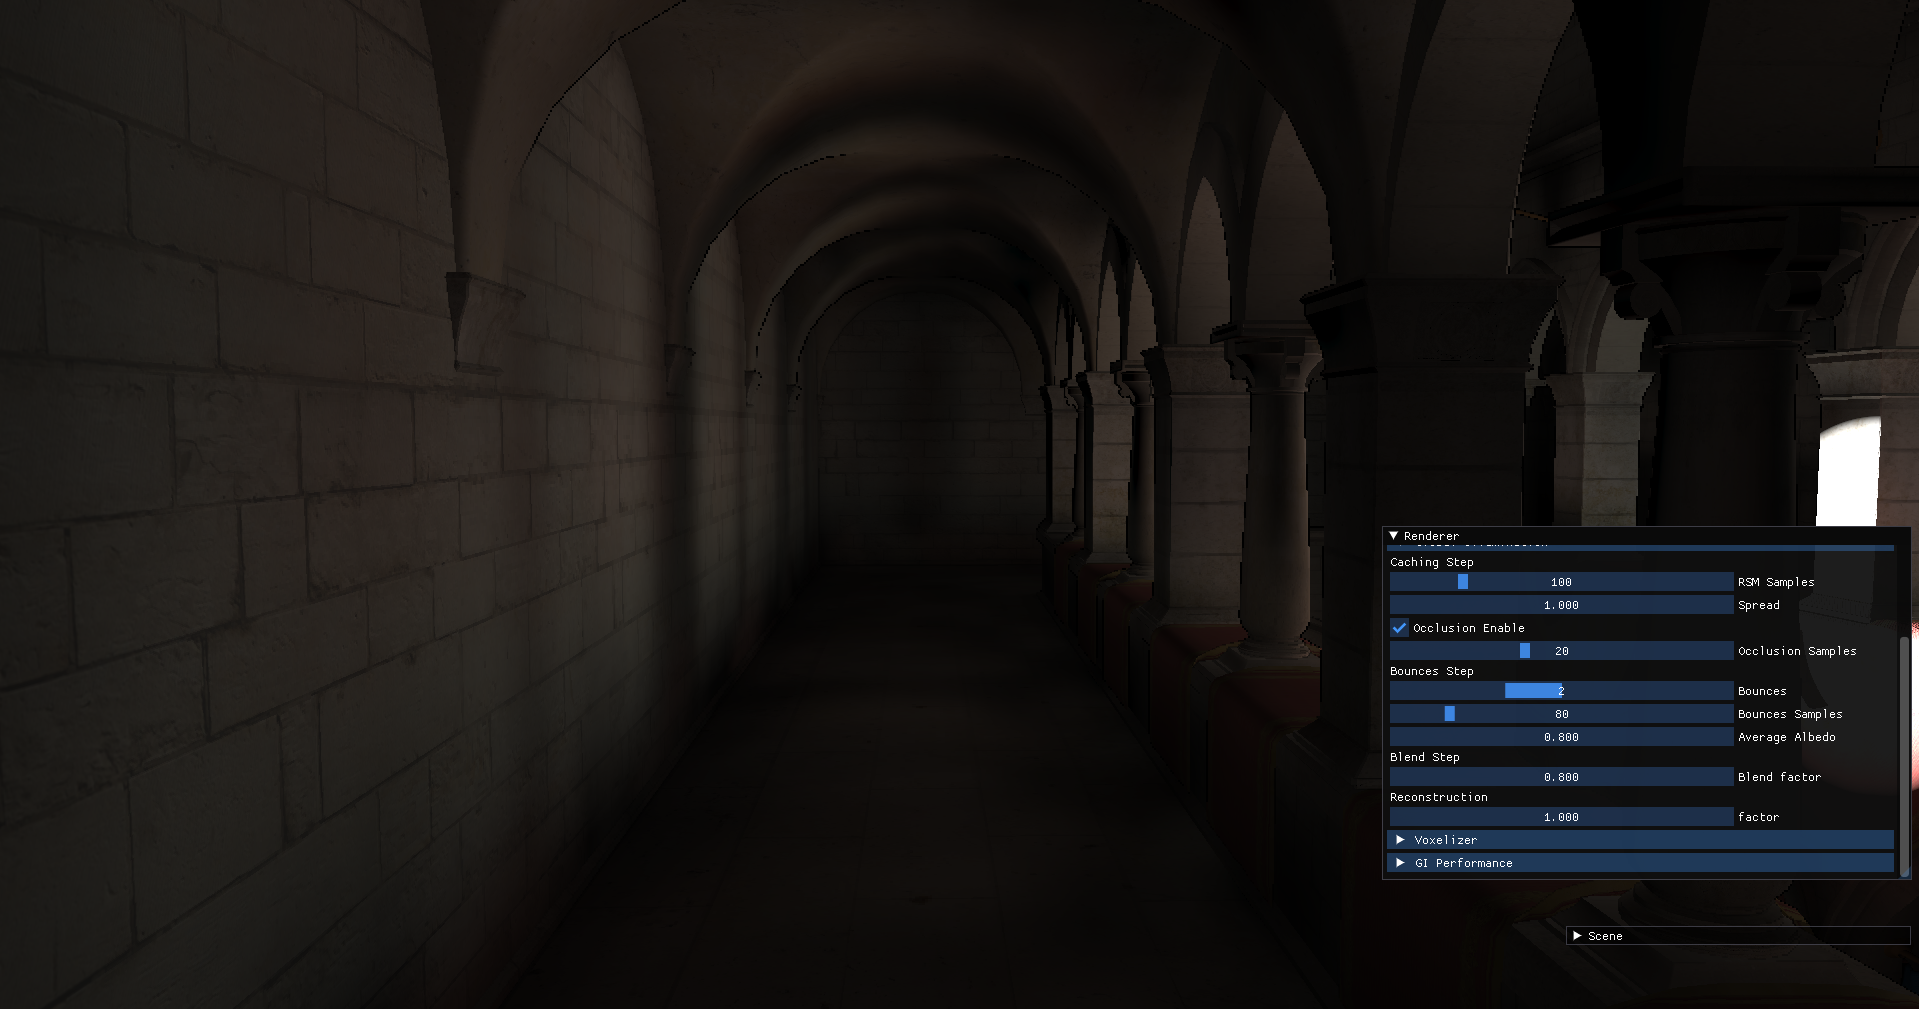 Renderer
Caching Step
100 RSM Samples
1.000 Spread
Occlusion Enable
20 Occlusion Samples
Bounces Step
2 Bounces
80 Bounces Samples
0.800 Average Albedo
Blend Step
0.800 Blend factor
Reconstruction
1.000 factor
Voxelizer
GI Performance
Scene